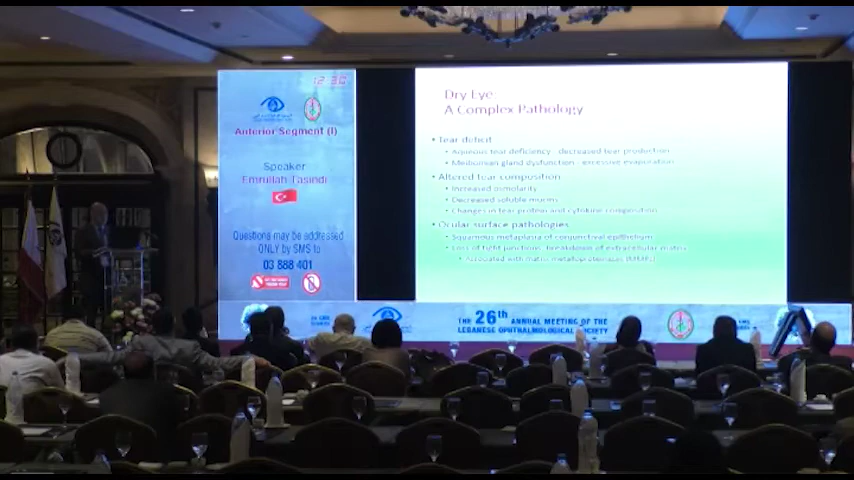 12 30
Anterior Segment (I)
Speaker
Emrullah Tasindi
Questions may be addressed
ONLY by SMS to
03 888 401
Dry Eye:
A Complex Pathology
• Tear deficit
• Aqueous tear deficiency - decreased tear production
• Meibomian gland dysfunction - excessive evaporation
• Altered tear composition
• Increased osmolarity
• Decreased soluble mucins
• Changes in tear protein and cytokine composition
• Ocular surface pathologies
• Squamous metaplasia of conjunctival epithelium
• Loss of tight junctions - breakdown of extracellular matrix
• Associated with matrix metalloproteinases (MMPs)
THE 26th ANNUAL MEETING OF THE
LEBANESE OPHTHALMOLOGICAL SOCIETY